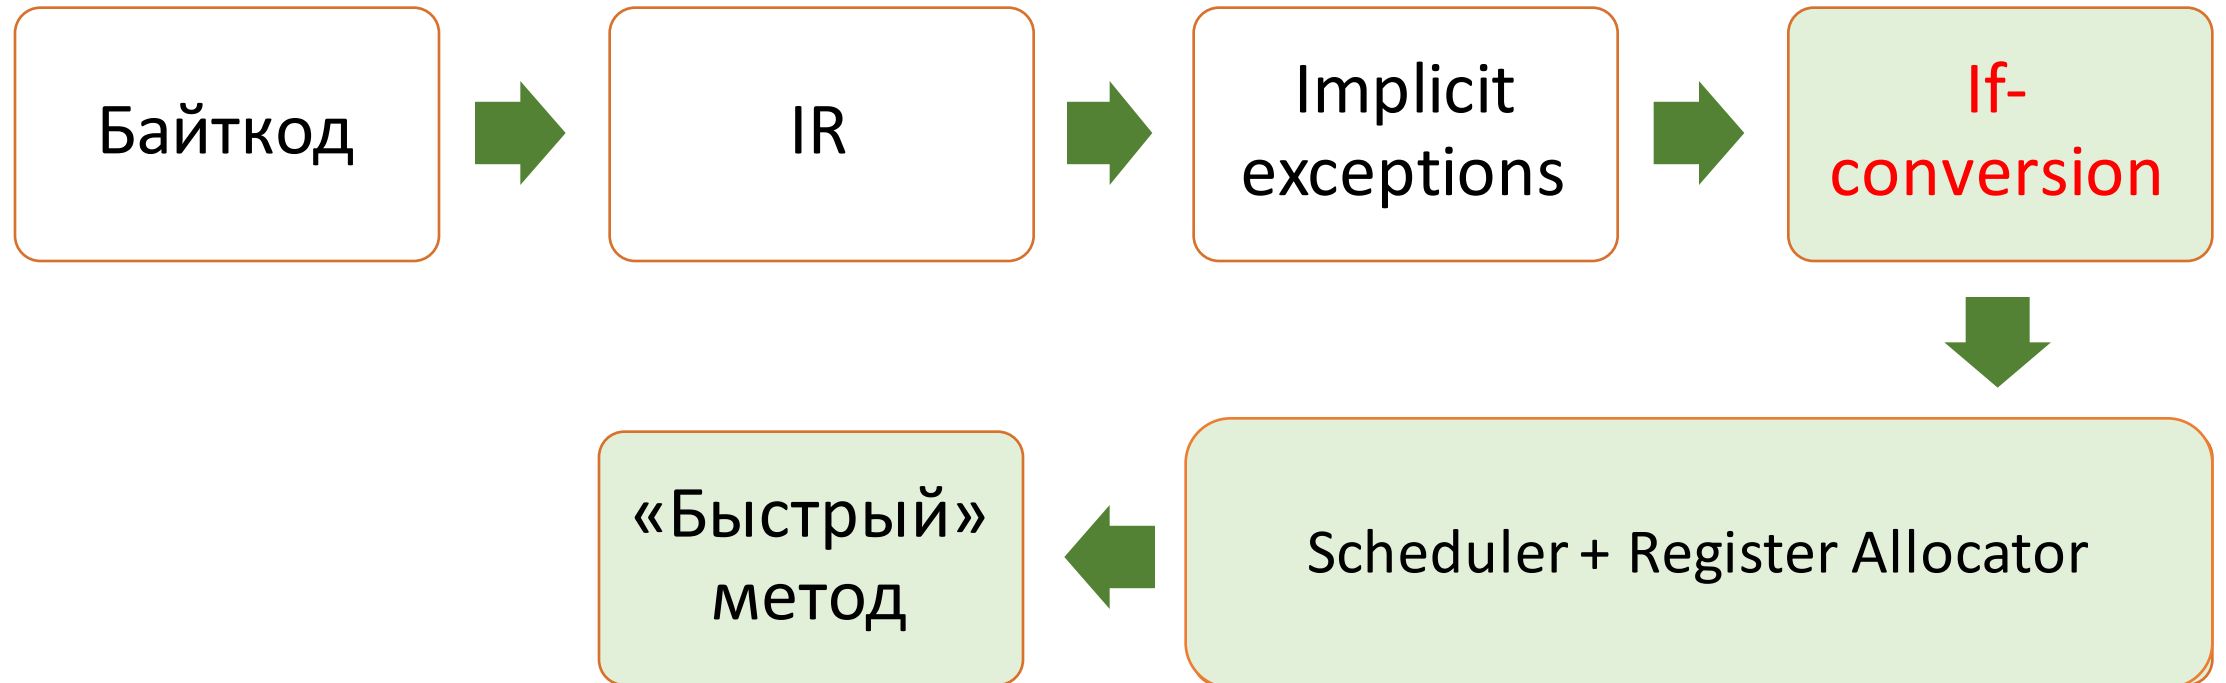 Байткод
IR
Implicit
exceptions
If-
conversion
«Быстрый»
метод
Scheduler + Register Allocator